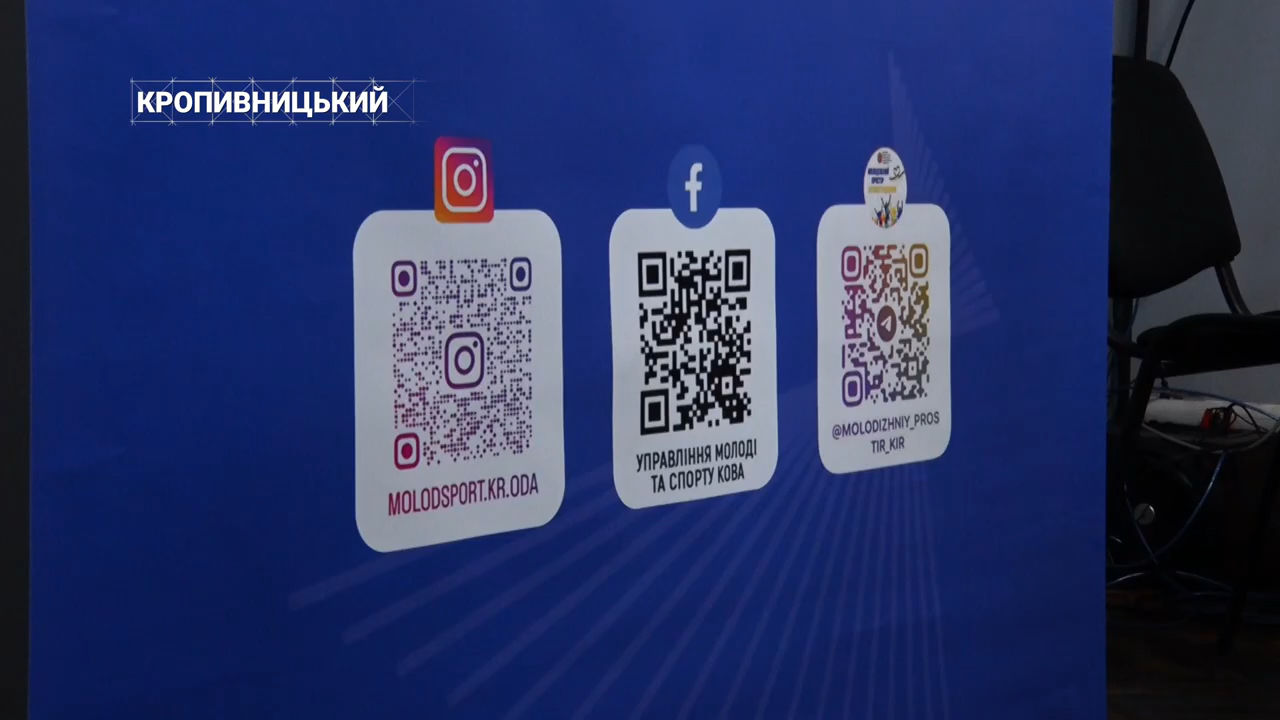 КРОПИВНИЦЬКИЙ
MOLODSPORT.KR.ODA
УПРАВЛІННЯ МОЛОДІ
ТА СПОРТУ КОВА
@MOLODIZHNIY_PROS
TIR_KIR